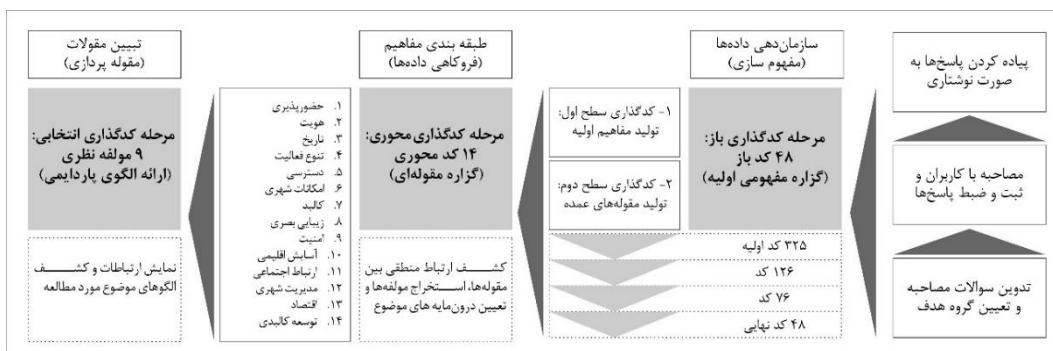 پیاده کردن پاسخ‌ها به
صورت نوشتاری
مصاحبه با کاربران و
ثبت و ضبط پاسخ‌ها
تدوین سوالات مصاحبه
و تعیین گروه هدف
سازمان‌دهی داده‌ها
(مفهوم سازی)
مرحله کدگذاری باز:
۴۸ کد باز
(گزاره مفهومی اولیه)
۱- کدگذاری سطح اول:
تولید مفاهیم اولیه
۲- کدگذاری سطح دوم:
تولید مقوله‌های عمده
۳۲۵ کد اولیه
۱۲۶ کد
۷۶ کد
۴۸ کد نهایی
طبقه بندی مفاهیم
(فروکاهی داده‌ها)
مرحله کدگذاری محوری:
۱۴ کد محوری
(گزاره مقوله‌ای)
کشف ارتباط منطقی بین
مقوله‌ها، استخراج مولفه‌ها و
تعیین درون‌مایه های موضوع
۱. حضورپذیری
۲. هویت
۳. تاریخ
۴. تنوع فعالیت
۵. دسترسی
۶. امکانات شهری
۷. کالبد
۸. زیبایی بصری
۹. امنیت
۱۰. آسایش اقلیمی
۱۱. ارتباط اجتماعی
۱۲. مدیریت شهری
۱۳. اقتصاد
۱۴. توسعه کالبدی
تبیین مقولات
(مقوله پردازی)
مرحله کدگذاری انتخابی:
۹ مولفه نظری
(ارائه الگوی پاردایمی)
نمایش ارتباطات و کشف
الگوهای موضوع مورد مطالعه